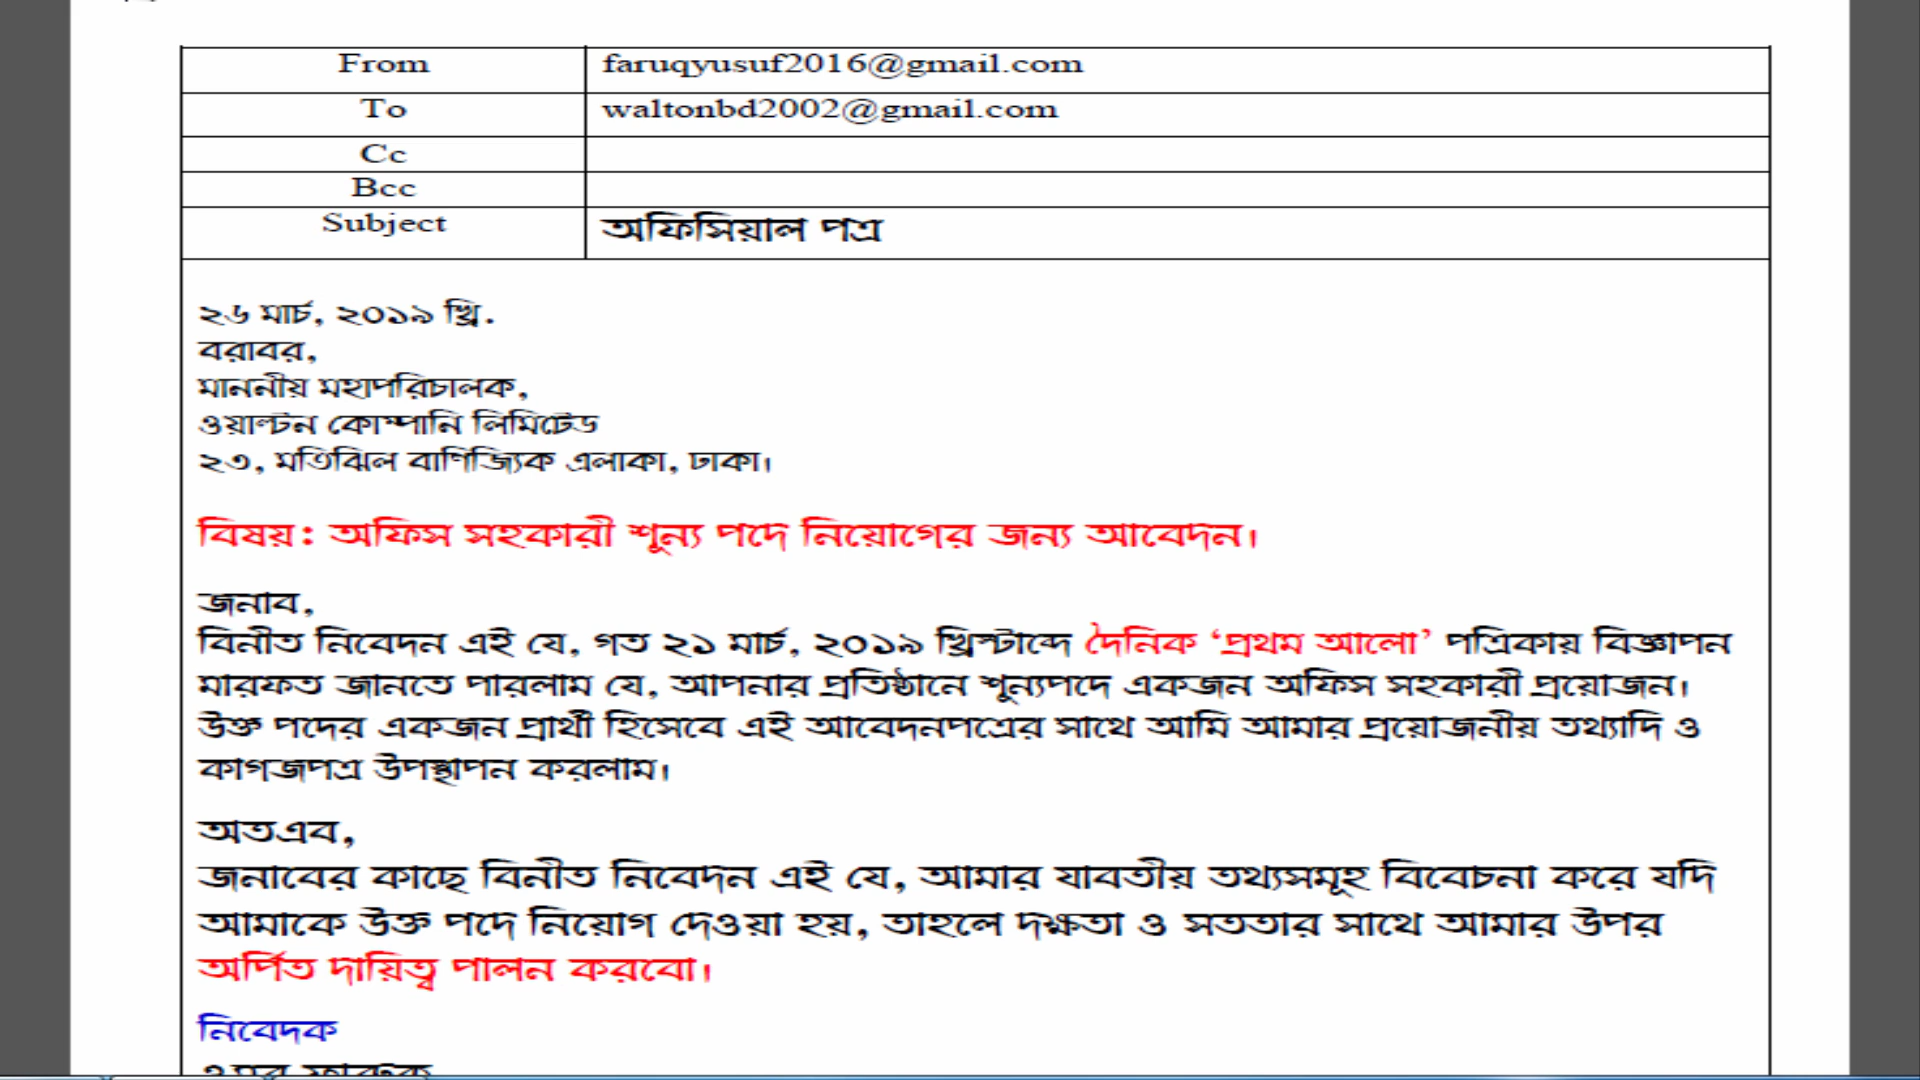 From faruqyusuf2016@gmail.com
To waltonbd2002@gmail.com
Cc
Bcc
Subject অফিসিয়াল পত্র
২৬ মার্চ, ২০১৯ খ্রি.
বরাবর,
মাননীয় মহাপরিচালক,
ওয়াল্টন কোম্পানি লিমিটেড
২৩, মতিঝিল বাণিজ্যিক এলাকা, ঢাকা।
বিষয়: অফিস সহকারী শূন্য পদে নিয়োগের জন্য আবেদন।
জনাব,
বিনীত নিবেদন এই যে, গত ২১ মার্চ, ২০১৯ খ্রিস্টাব্দে দৈনিক ‘প্রথম আলো’ পত্রিকায় বিজ্ঞাপন
মারফত জানতে পারলাম যে, আপনার প্রতিষ্ঠানে শূন্যপদে একজন অফিস সহকারী প্রয়োজন।
উক্ত পদের একজন প্রার্থী হিসেবে এই আবেদনপত্রের সাথে আমি আমার প্রয়োজনীয় তথ্যাদি ও
কাগজপত্র উপস্থাপন করলাম।
অতএব,
জনাবের কাছে বিনীত নিবেদন এই যে, আমার যাবতীয় তথ্যসমূহ বিবেচনা করে যদি
আমাকে উক্ত পদে নিয়োগ দেওয়া হয়, তাহলে দক্ষতা ও সততার সাথে আমার উপর
অর্পিত দায়িত্ব পালন করবো।
নিবেদক
ওমর ফারুক